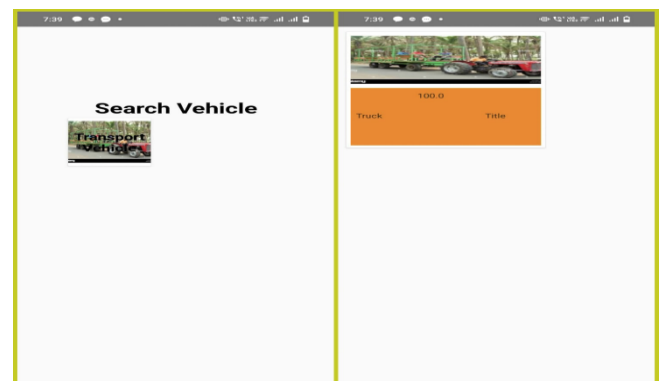 7:39
Search Vehicle
Transport
Vehicle
7:39
100.0
Truck Title